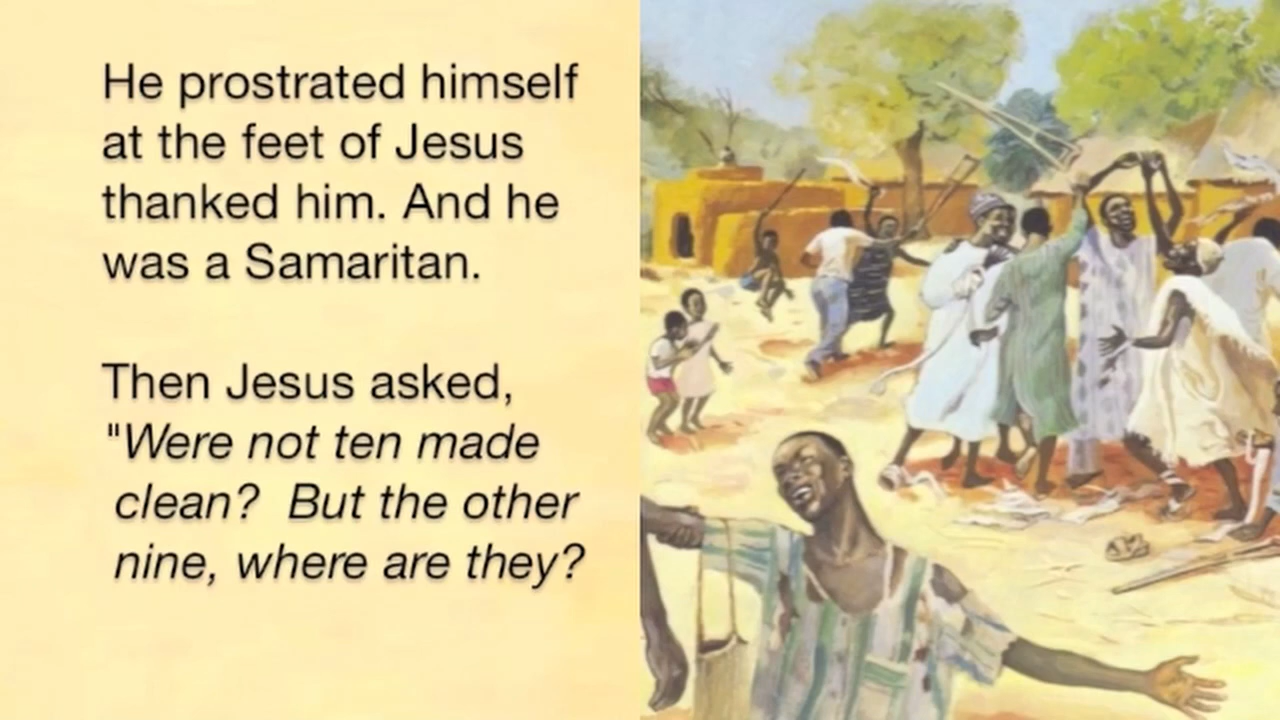 He prostrated himself
at the feet of Jesus
thanked him. And he
was a Samaritan.
Then Jesus asked,
"Were not ten made
clean? But the other
nine, where are they?